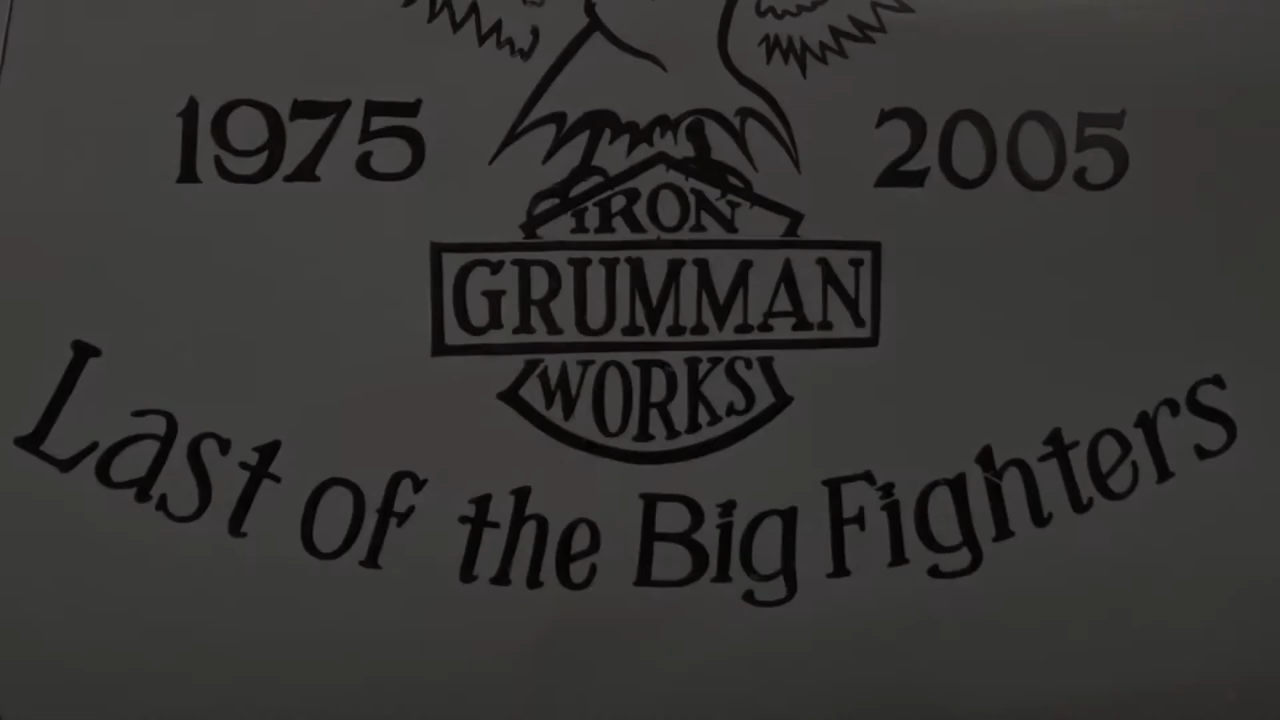 1975
2005
IRON
GRUMMAN
WORKS
Last of the Big Fighters